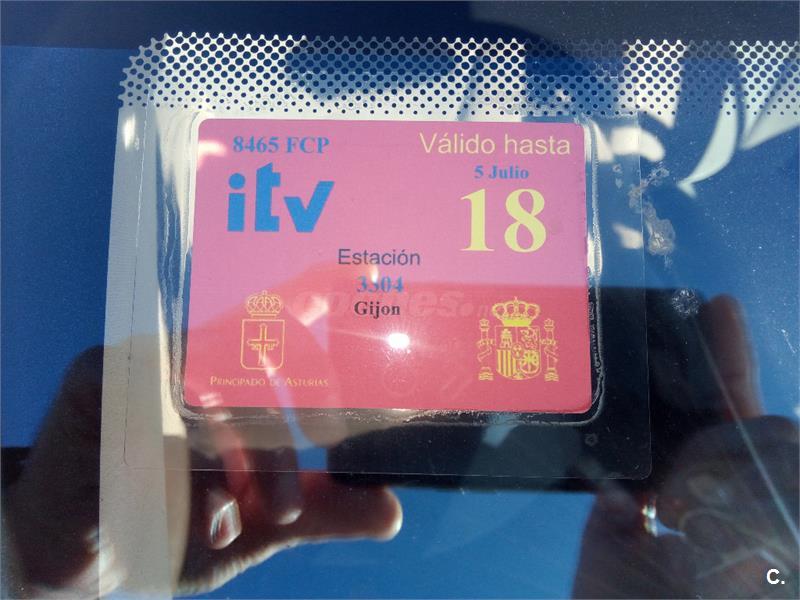 8465 FCP
Válido hasta
5 Julio
18
itv
Estación
3304
Gijon
PRINCIPADO DE ASTURIAS
C.